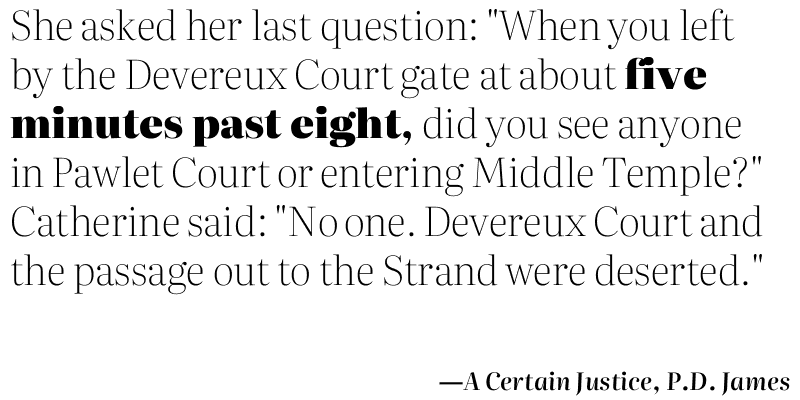 She asked her last question: "When you left
by the Devereux Court gate at about five
minutes past eight, did you see anyone
in Pawlet Court or entering Middle Temple?"
Catherine said: "No one. Devereux Court and
the passage out to the Strand were deserted."
—A Certain Justice, P.D. James